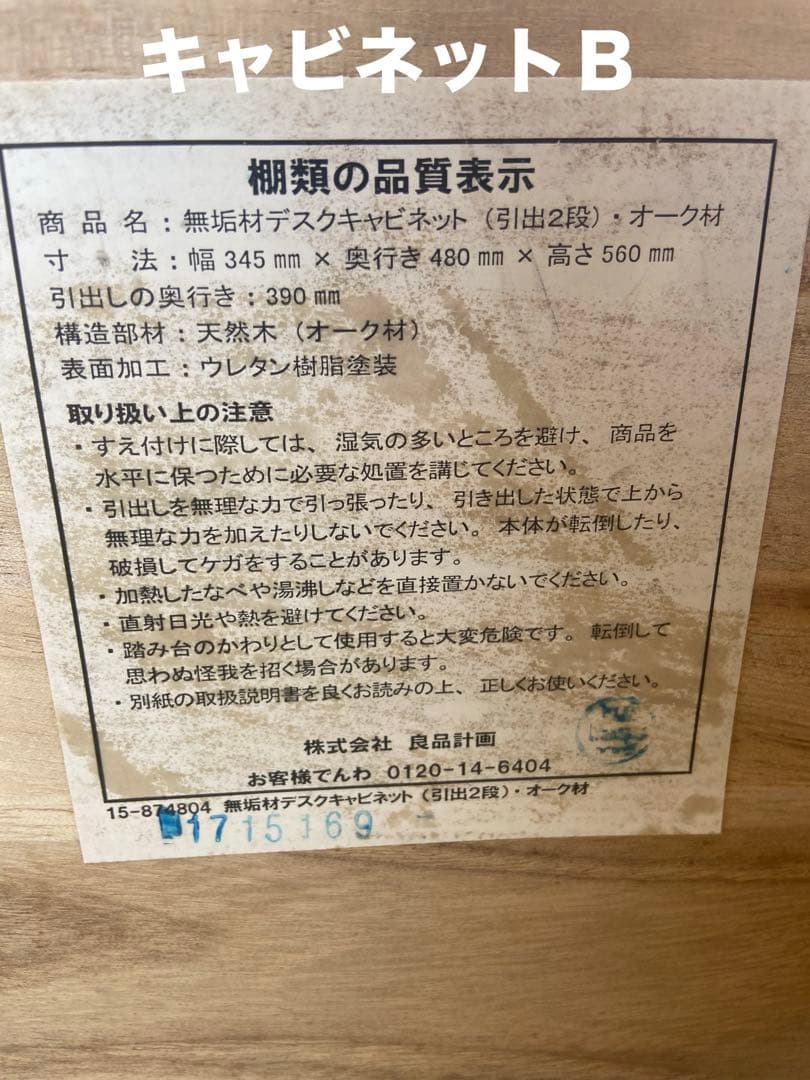 キャビネットB
棚類の品質表示
商品名：無垢材デスクキャビネット（引出2段）・オーク材
寸　法：幅345㎜×奥行き480㎜×高さ560㎜
引出しの奥行き：390㎜
構造部材：天然木（オーク材）
表面加工：ウレタン樹脂塗装
取り扱い上の注意
・すえ付けに際しては、湿気の多いところを避け、商品を
水平に保つために必要な処置を講じてください。
・引出しを無理な力で引っ張ったり、引き出した状態で上から
無理な力を加えたりしないでください。本体が転倒したり、
破損してケガをすることがあります。
・加熱したなべや湯沸しなどを直接置かないでください。
・直射日光や熱を避けてください。
・踏み台のかわりとして使用すると大変危険です。転倒して
思わぬ怪我を招く場合があります。
・別紙の取扱説明書を良くお読みの上、正しくお使いください。
株式会社 良品計画
お客様でんわ 0120-14-6404
15-874804 無垢材デスクキャビネット（引出2段）・オーク材
1715169